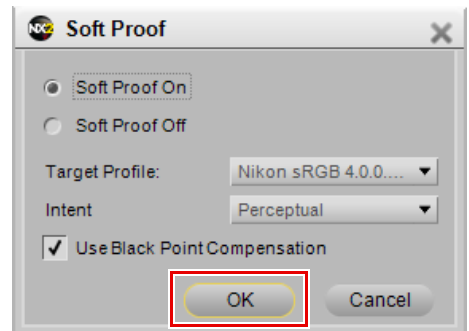 NX2 Soft Proof
Soft Proof On
Soft Proof Off
Target Profile: Nikon sRGB 4.0.0....
Intent Perceptual
Use Black Point Compensation
OK Cancel